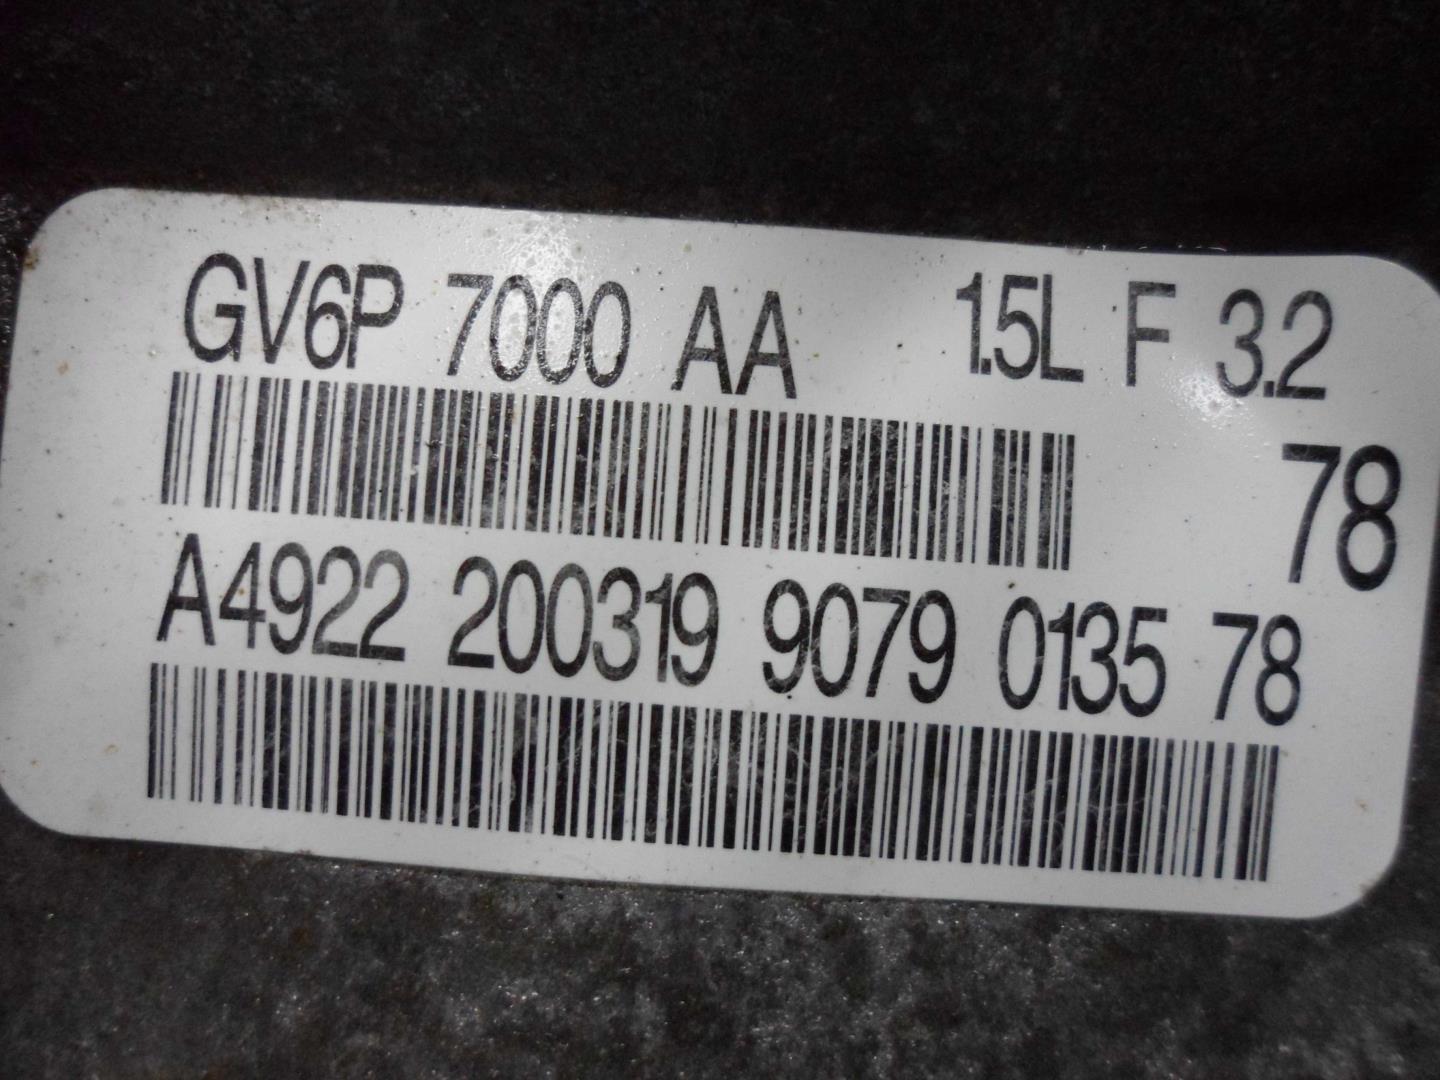 GV6P 7000 AA 1.5L F 3.2
78
A4922 200319 9079 0135 78